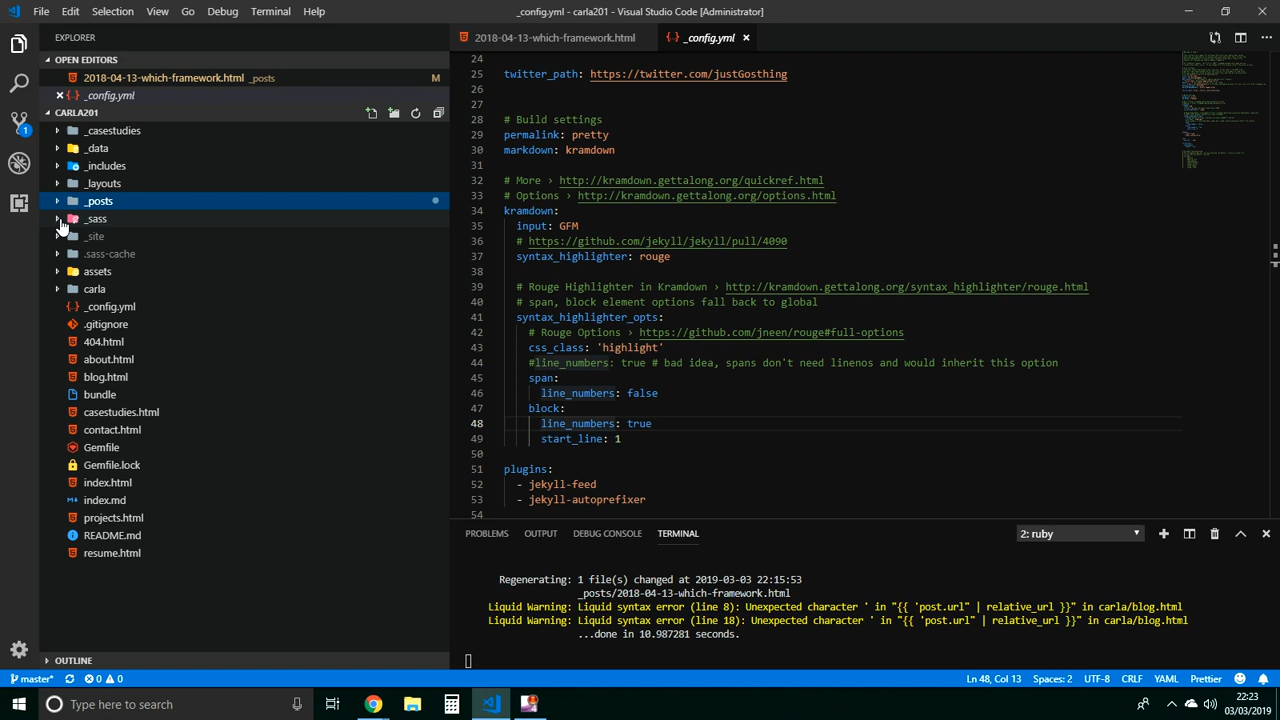 File Edit Selection View Go Debug Terminal Help
_config.yml - carla201 - Visual Studio Code [Administrator]
EXPLORER
OPEN EDITORS
2018-04-13-which-framework.html _posts M
_config.yml
CARLA201
_casestudies
_data
_includes
_layouts
_posts
_sass
_site
.sass-cache
assets
carla
_config.yml
.gitignore
404.html
about.html
blog.html
bundle
casestudies.html
contact.html
Gemfile
Gemfile.lock
index.html
index.md
projects.html
README.md
resume.html
OUTLINE
1
2018-04-13-which-framework.html
_config.yml
24
25 twitter_path: https://twitter.com/justGosthing
26
27
28 # Build settings
29 permalink: pretty
30 markdown: kramdown
31
32 # More › http://kramdown.gettalong.org/quickref.html
33 # Options › http://kramdown.gettalong.org/options.html
34 kramdown:
35 input: GFM
36 # https://github.com/jekyll/jekyll/pull/4090
37 syntax_highlighter: rouge
38
39 # Rouge Highlighter in Kramdown › http://kramdown.gettalong.org/syntax_highlighter/rouge.html
40 # span, block element options fall back to global
41 syntax_highlighter_opts:
42 # Rouge Options › https://github.com/jneen/rouge#full-options
43 css_class: 'highlight'
44 #line_numbers: true # bad idea, spans don't need linenos and would inherit this option
45 span:
46 line_numbers: false
47 block:
48 line_numbers: true
49 start_line: 1
50
51 plugins:
52 - jekyll-feed
53 - jekyll-autoprefixer
54
PROBLEMS OUTPUT DEBUG CONSOLE TERMINAL 2: ruby
Regenerating: 1 file(s) changed at 2019-03-03 22:15:53
_posts/2018-04-13-which-framework.html
Liquid Warning: Liquid syntax error (line 8): Unexpected character ' in "{{ 'post.url" | relative_url }}" in carla/blog.html
Liquid Warning: Liquid syntax error (line 18): Unexpected character ' in "{{ 'post.url" | relative_url }}" in carla/blog.html
...done in 10.987281 seconds.
master* 0 0 Ln 48, Col 13 Spaces: 2 UTF-8 CRLF YAML Prettier
Type here to search
22:23
03/03/2019